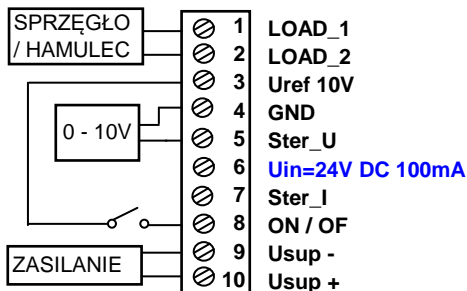 SPRZĘGŁO
/ HAMULEC
0 - 10V
ZASILANIE
1 LOAD_1
2 LOAD_2
3 Uref 10V
4 GND
5 Ster_U
6 Uin=24V DC 100mA
7 Ster_I
8 ON / OF
9 Usup -
10 Usup +